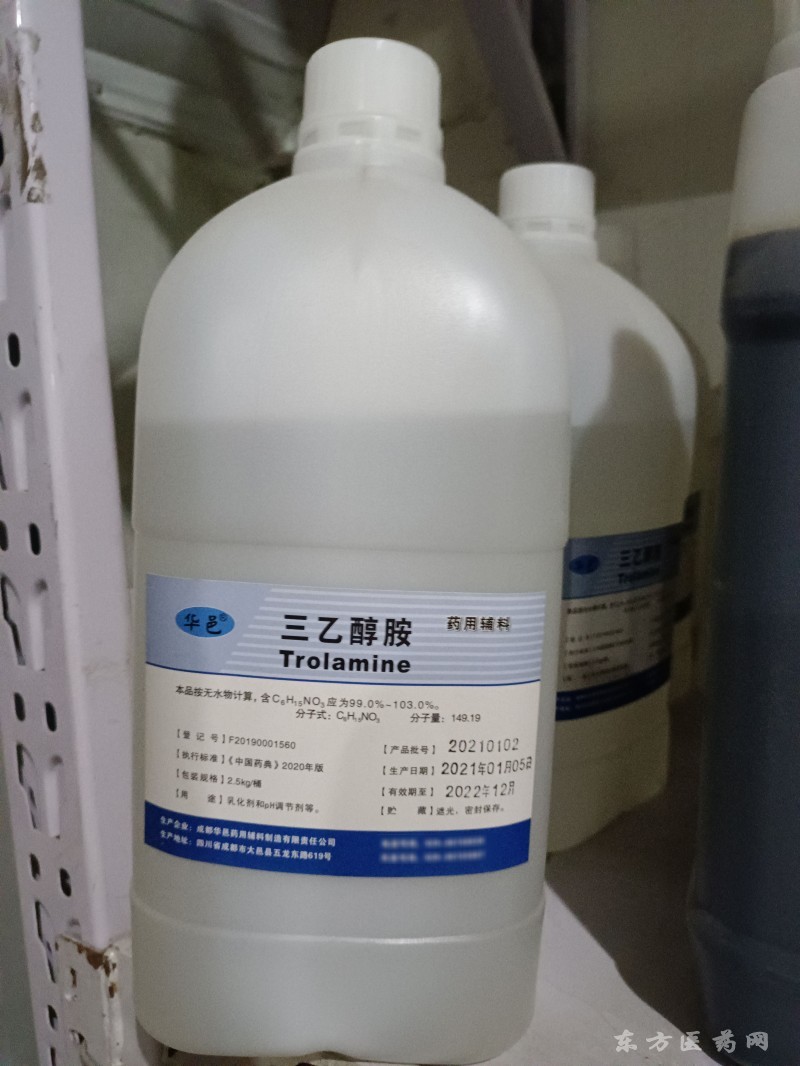 华邑®
三乙醇胺 药用辅料
Trolamine
本品按无水物计算，含C₆H₁₅NO₃应为99.0%~103.0%。
分子式：C₆H₁₅NO₃ 分子量：149.19
【登 记 号】F20190001560
【执行标准】《中国药典》2020年版
【包装规格】2.5kg/桶
【用 途】乳化剂和pH调节剂等。
【产品批号】20210102
【生产日期】2021年01月05日
【有效期至】2022年12月
【贮 藏】遮光，密封保存。
生产企业：成都华邑药用辅料制造有限责任公司
生产地址：四川省成都市大邑县五龙东路619号
三乙醇胺
Trolamine
东方医药网